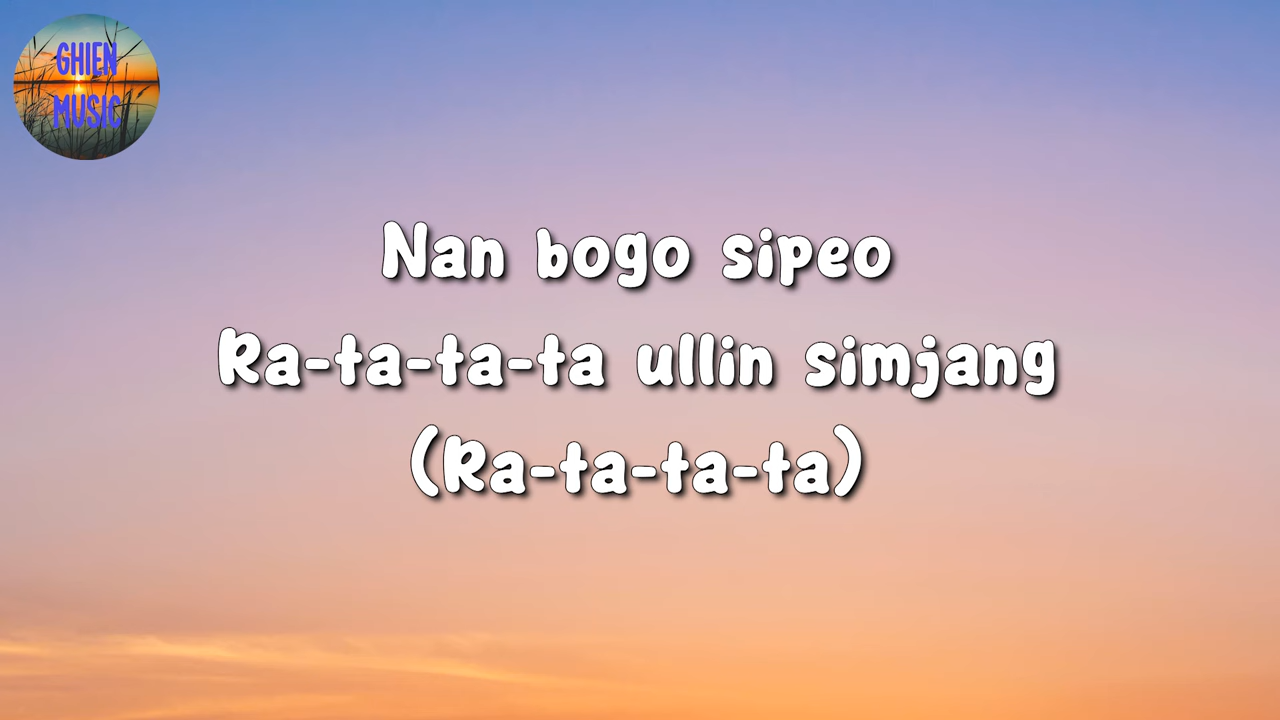 GHIEN
MUSIC
Nan bogo sipeo
Ra-ta-ta-ta ullin simjang
(Ra-ta-ta-ta)